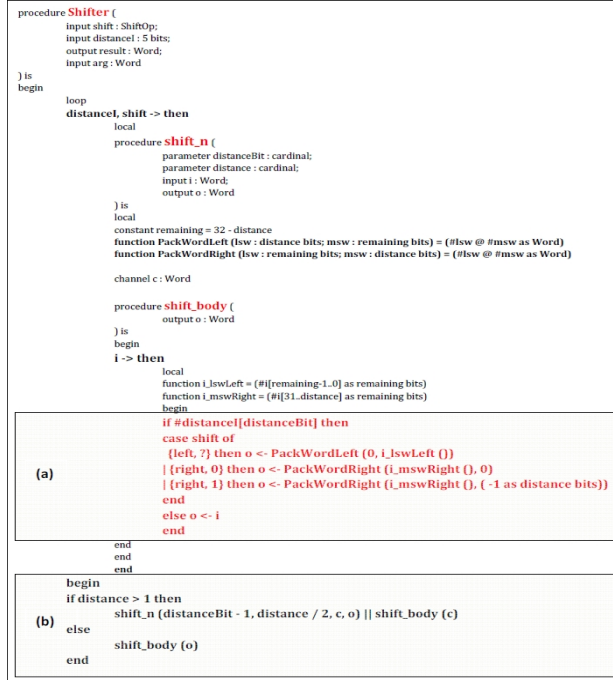 procedure Shifter (
input shift : ShiftOp;
input distanceI : 5 bits;
output result : Word;
input arg : Word
) is
begin
loop
distanceI, shift -> then
local
procedure shift_n (
parameter distanceBit : cardinal;
parameter distance : cardinal;
input i : Word;
output o : Word
) is
local
constant remaining = 32 - distance
function PackWordLeft (lsw : distance bits; msw : remaining bits) = (#lsw @ #msw as Word)
function PackWordRight (lsw : remaining bits; msw : distance bits) = (#lsw @ #msw as Word)
channel c : Word
procedure shift_body (
output o : Word
) is
begin
i -> then
local
function i_lswLeft = (#i[remaining-1..0] as remaining bits)
function i_mswRight = (#i[31..distance] as remaining bits)
begin
if #distanceI[distanceBit] then
case shift of
{left, ?} then o <- PackWordLeft (0, i_lswLeft ())
| {right, 0} then o <- PackWordRight (i_mswRight (), 0)
(a)
| {right, 1} then o <- PackWordRight (i_mswRight (), ( -1 as distance bits))
end
else o <- i
end
end
end
end
begin
if distance > 1 then
shift_n (distanceBit - 1, distance / 2, c, o) || shift_body (c)
(b)
else
shift_body (o)
end